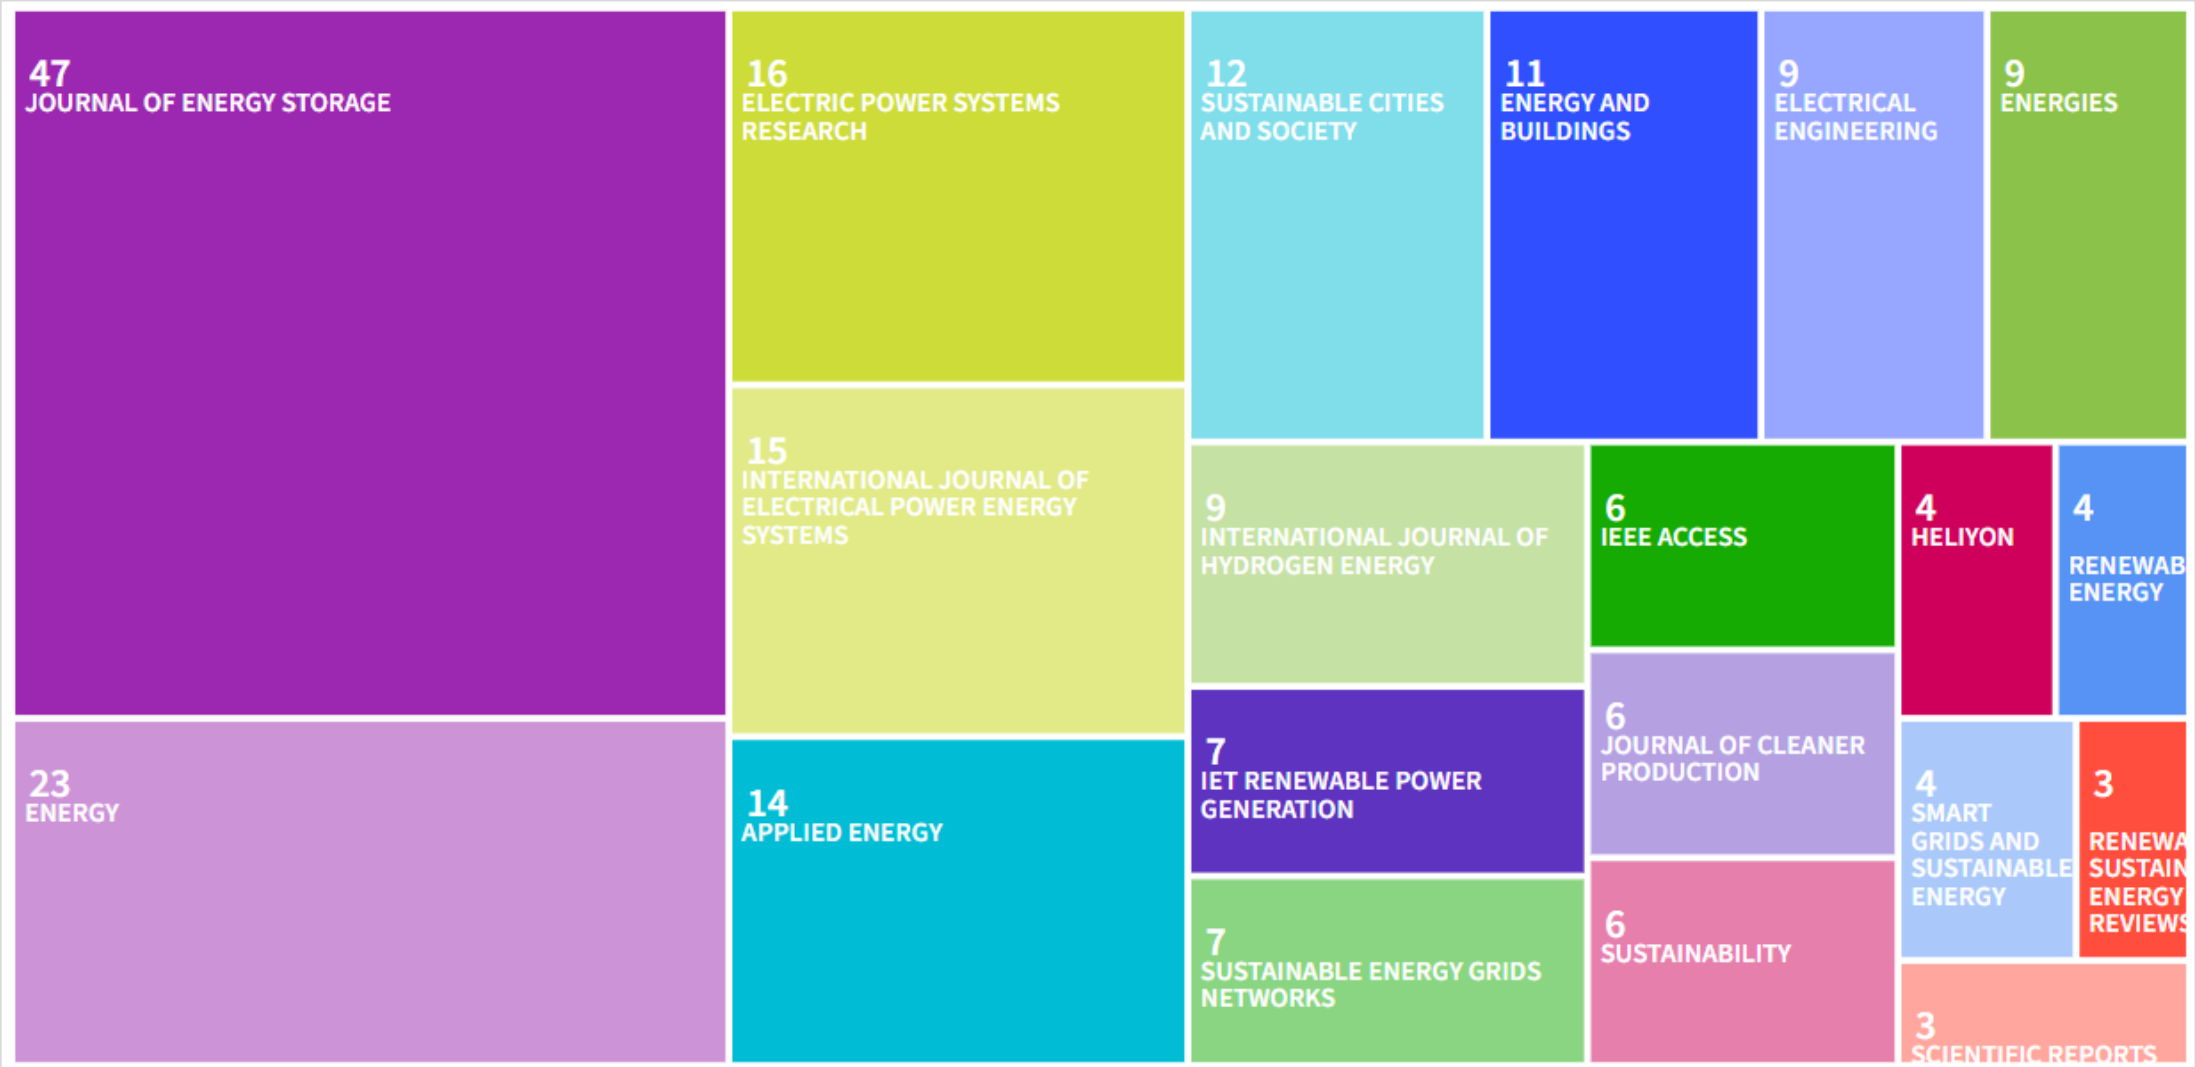 47
JOURNAL OF ENERGY STORAGE
23
ENERGY
16
ELECTRIC POWER SYSTEMS
RESEARCH
15
INTERNATIONAL JOURNAL OF
ELECTRICAL POWER ENERGY
SYSTEMS
14
APPLIED ENERGY
12
SUSTAINABLE CITIES
AND SOCIETY
11
ENERGY AND
BUILDINGS
9
ELECTRICAL
ENGINEERING
9
ENERGIES
9
INTERNATIONAL JOURNAL OF
HYDROGEN ENERGY
7
IET RENEWABLE POWER
GENERATION
7
SUSTAINABLE ENERGY GRIDS
NETWORKS
6
IEEE ACCESS
6
JOURNAL OF CLEANER
PRODUCTION
6
SUSTAINABILITY
4
HELIYON
4
RENEWAB
ENERGY
4
SMART
GRIDS AND
SUSTAINABLE
ENERGY
3
RENEWA
SUSTAIN
ENERGY
REVIEWS
3
SCIENTIFIC REPORTS